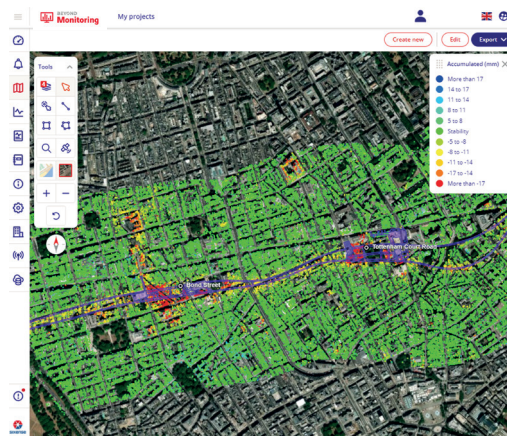 BEYOND
Monitoring
My projects
Create new
Edit
Export
Tools
Accumulated (mm)
More than 17
14 to 17
11 to 14
8 to 11
5 to 8
Stability
-5 to -8
-8 to -11
-11 to -14
-17 to -14
More than -17
Tottenham Court Road
Bond Street